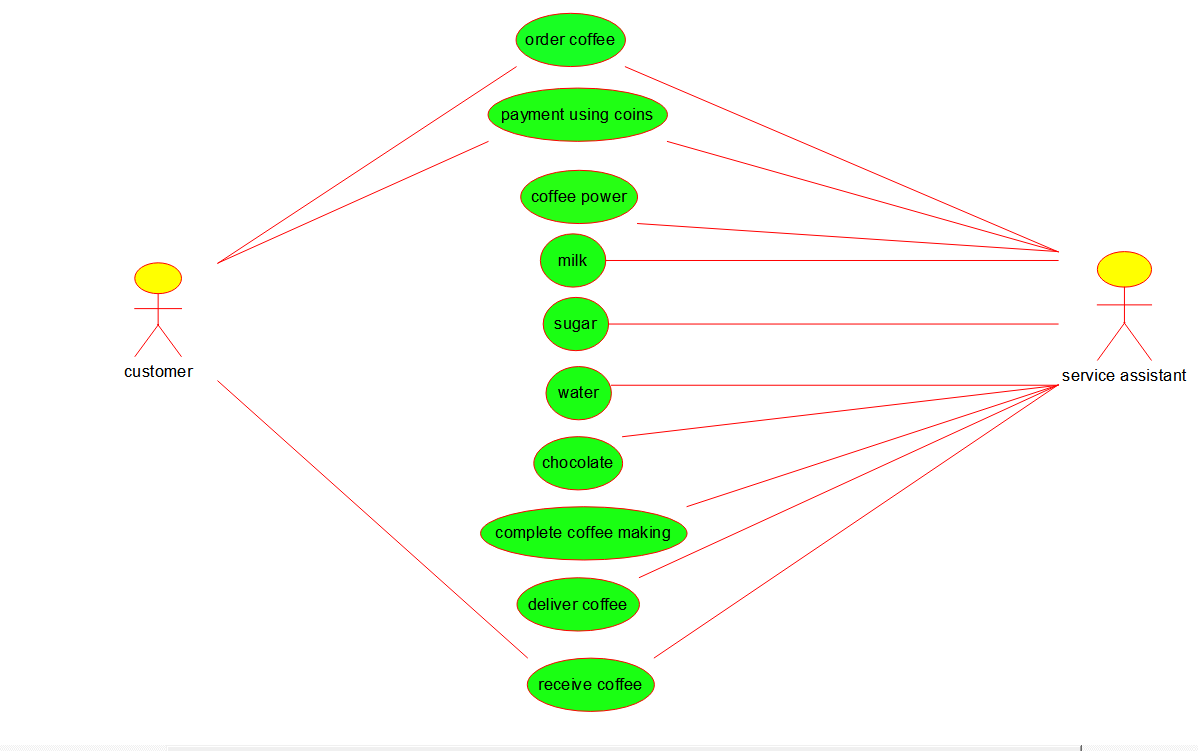 order coffee
payment using coins
coffee power
milk
sugar
customer
service assistant
water
chocolate
complete coffee making
deliver coffee
receive coffee